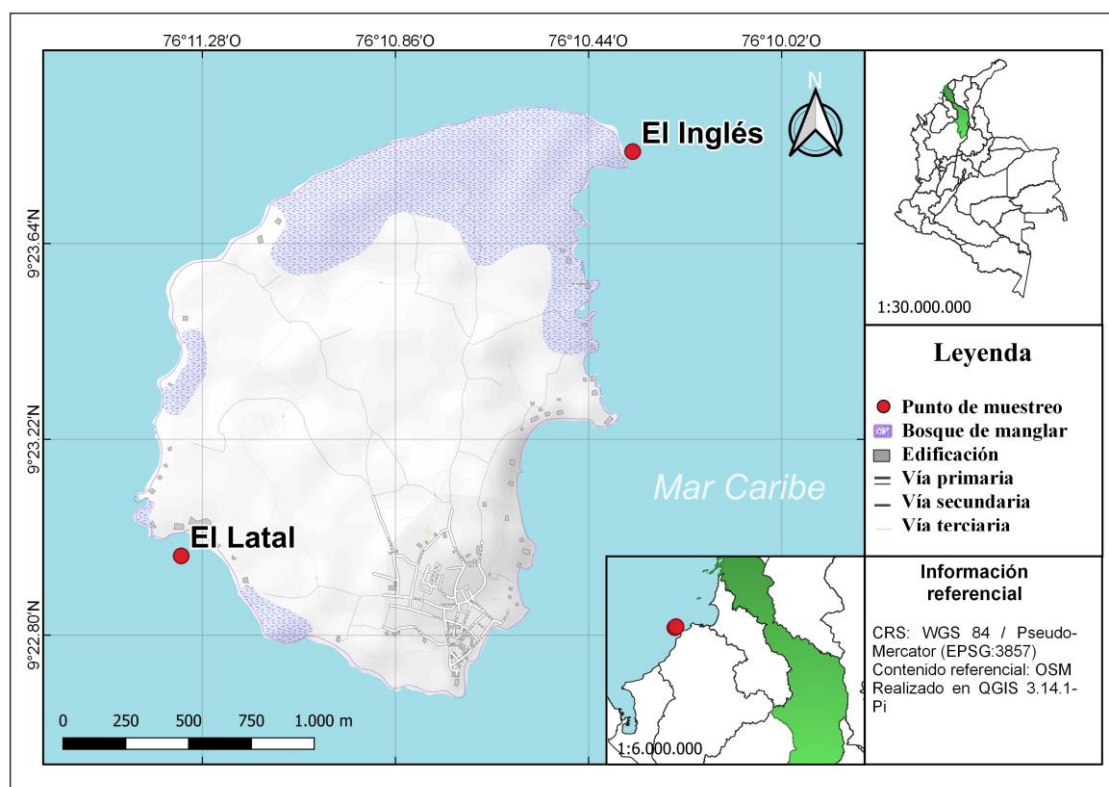 76°11.28′O 76°10.86′O 76°10.44′O 76°10.02′O
9°23.64′N
9°23.22′N
9°22.80′N
N
El Inglés
El Latal
Mar Caribe
0 250 500 750 1.000 m
1:6.000.000
1:30.000.000
Leyenda
Punto de muestreo
Bosque de manglar
Edificación
Vía primaria
Vía secundaria
Vía terciaria
Información
referencial
CRS: WGS 84 / Pseudo-
Mercator (EPSG:3857)
Contenido referencial: OSM
Realizado en QGIS 3.14.1-
Pi